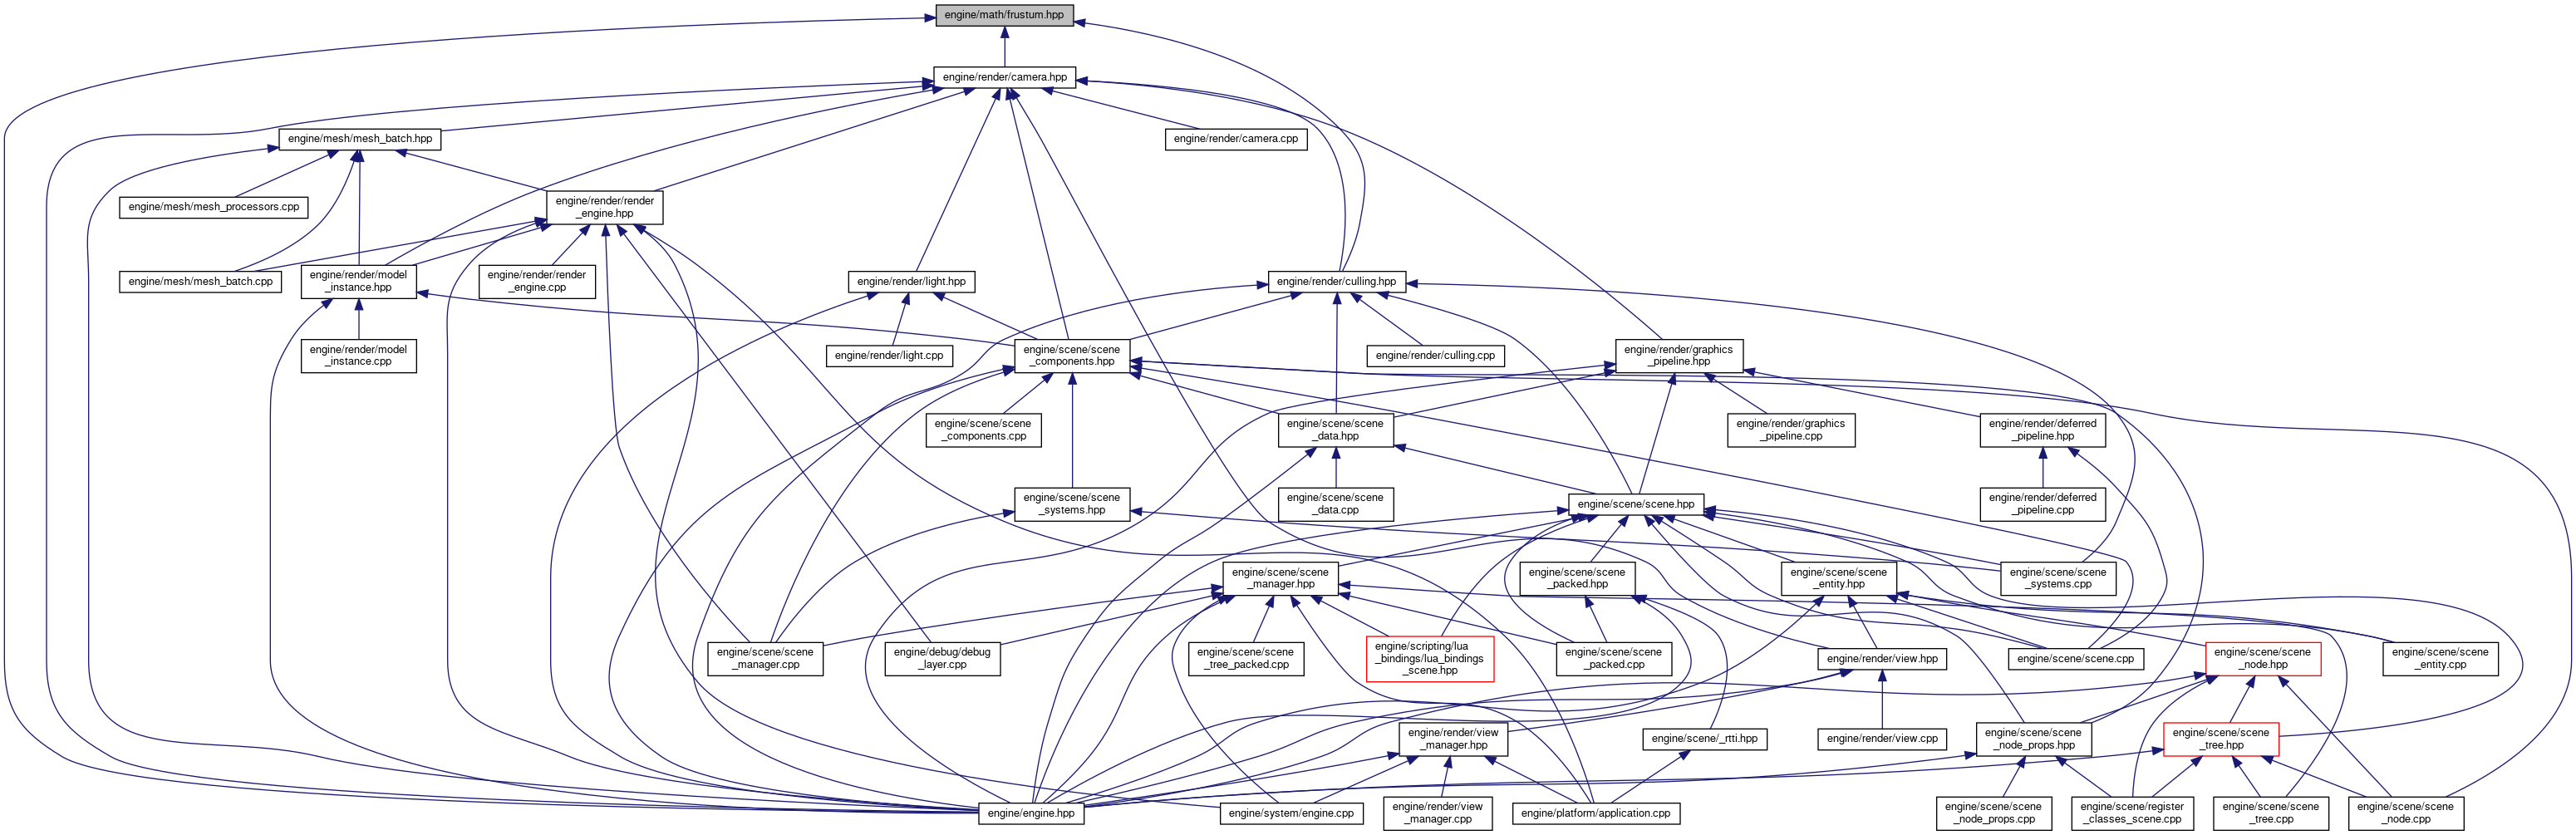 engine/math/frustum.hpp
engine/render/camera.hpp
engine/mesh/mesh_batch.hpp
engine/render/camera.cpp
engine/mesh/mesh_processors.cpp
engine/render/render
_engine.hpp
engine/mesh/mesh_batch.cpp
engine/render/model
_instance.hpp
engine/render/render
_engine.cpp
engine/render/light.hpp
engine/render/culling.hpp
engine/render/model
_instance.cpp
engine/render/light.cpp
engine/scene/scene
_components.hpp
engine/render/culling.cpp
engine/render/graphics
_pipeline.hpp
engine/scene/scene
_components.cpp
engine/scene/scene
_data.hpp
engine/render/graphics
_pipeline.cpp
engine/render/deferred
_pipeline.hpp
engine/scene/scene
_systems.hpp
engine/scene/scene
_data.cpp
engine/scene/scene.hpp
engine/render/deferred
_pipeline.cpp
engine/scene/scene
_manager.hpp
engine/scene/scene
_packed.hpp
engine/scene/scene
_entity.hpp
engine/scene/scene
_systems.cpp
engine/scene/scene
_manager.cpp
engine/debug/debug
_layer.cpp
engine/scene/scene
_tree_packed.cpp
engine/scripting/lua
_bindings/lua_bindings
_scene.hpp
engine/scene/scene
_packed.cpp
engine/render/view.hpp
engine/scene/scene.cpp
engine/scene/scene
_node.hpp
engine/scene/scene
_entity.cpp
engine/render/view
_manager.hpp
engine/scene/_rtti.hpp
engine/render/view.cpp
engine/scene/scene
_node_props.hpp
engine/scene/scene
_tree.hpp
engine/engine.hpp
engine/system/engine.cpp
engine/render/view
_manager.cpp
engine/platform/application.cpp
engine/scene/scene
_node_props.cpp
engine/scene/register
_classes_scene.cpp
engine/scene/scene
_tree.cpp
engine/scene/scene
_node.cpp